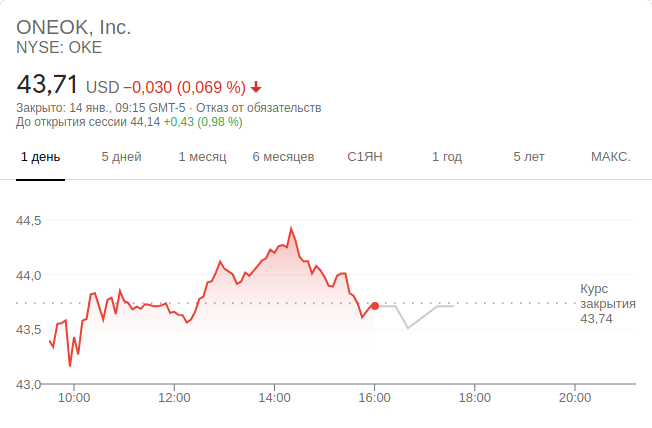 ONEOK, Inc.
NYSE: OKE
43,71 USD −0,030 (0,069 %)
Закрыто: 14 янв., 09:15 GMT-5 · Отказ от обязательств
До открытия сессии 44,14 +0,43 (0,98 %)
1 день 5 дней 1 месяц 6 месяцев С1ЯН 1 год 5 лет МАКС.
44,5
44,0
Курс
закрытия
43,74
43,5
43,0
10:00 12:00 14:00 16:00 18:00 20:00